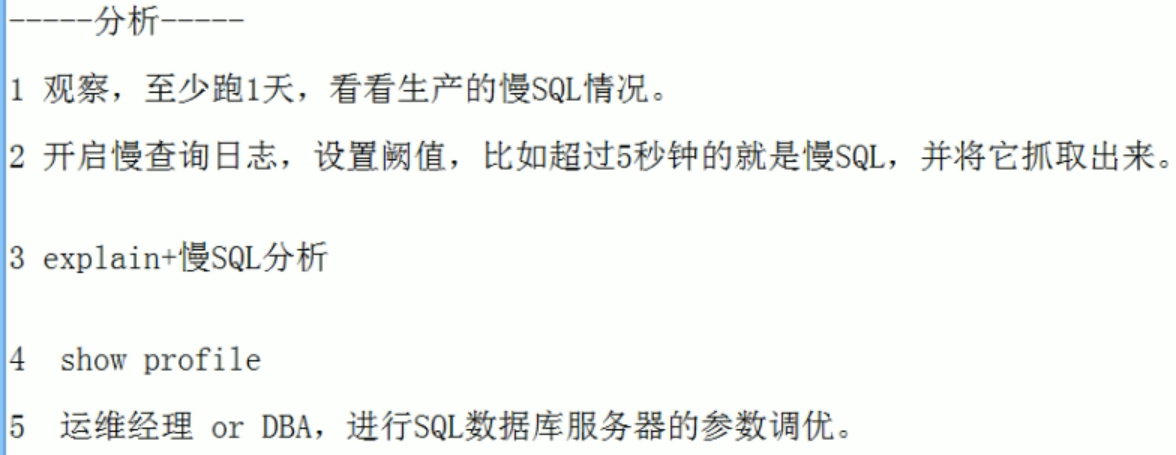 -----分析-----
1 观察，至少跑1天，看看生产的慢SQL情况。
2 开启慢查询日志，设置阙值，比如超过5秒钟的就是慢SQL，并将它抓取出来。
3 explain+慢SQL分析
4  show profile
5  运维经理 or DBA，进行SQL数据库服务器的参数调优。